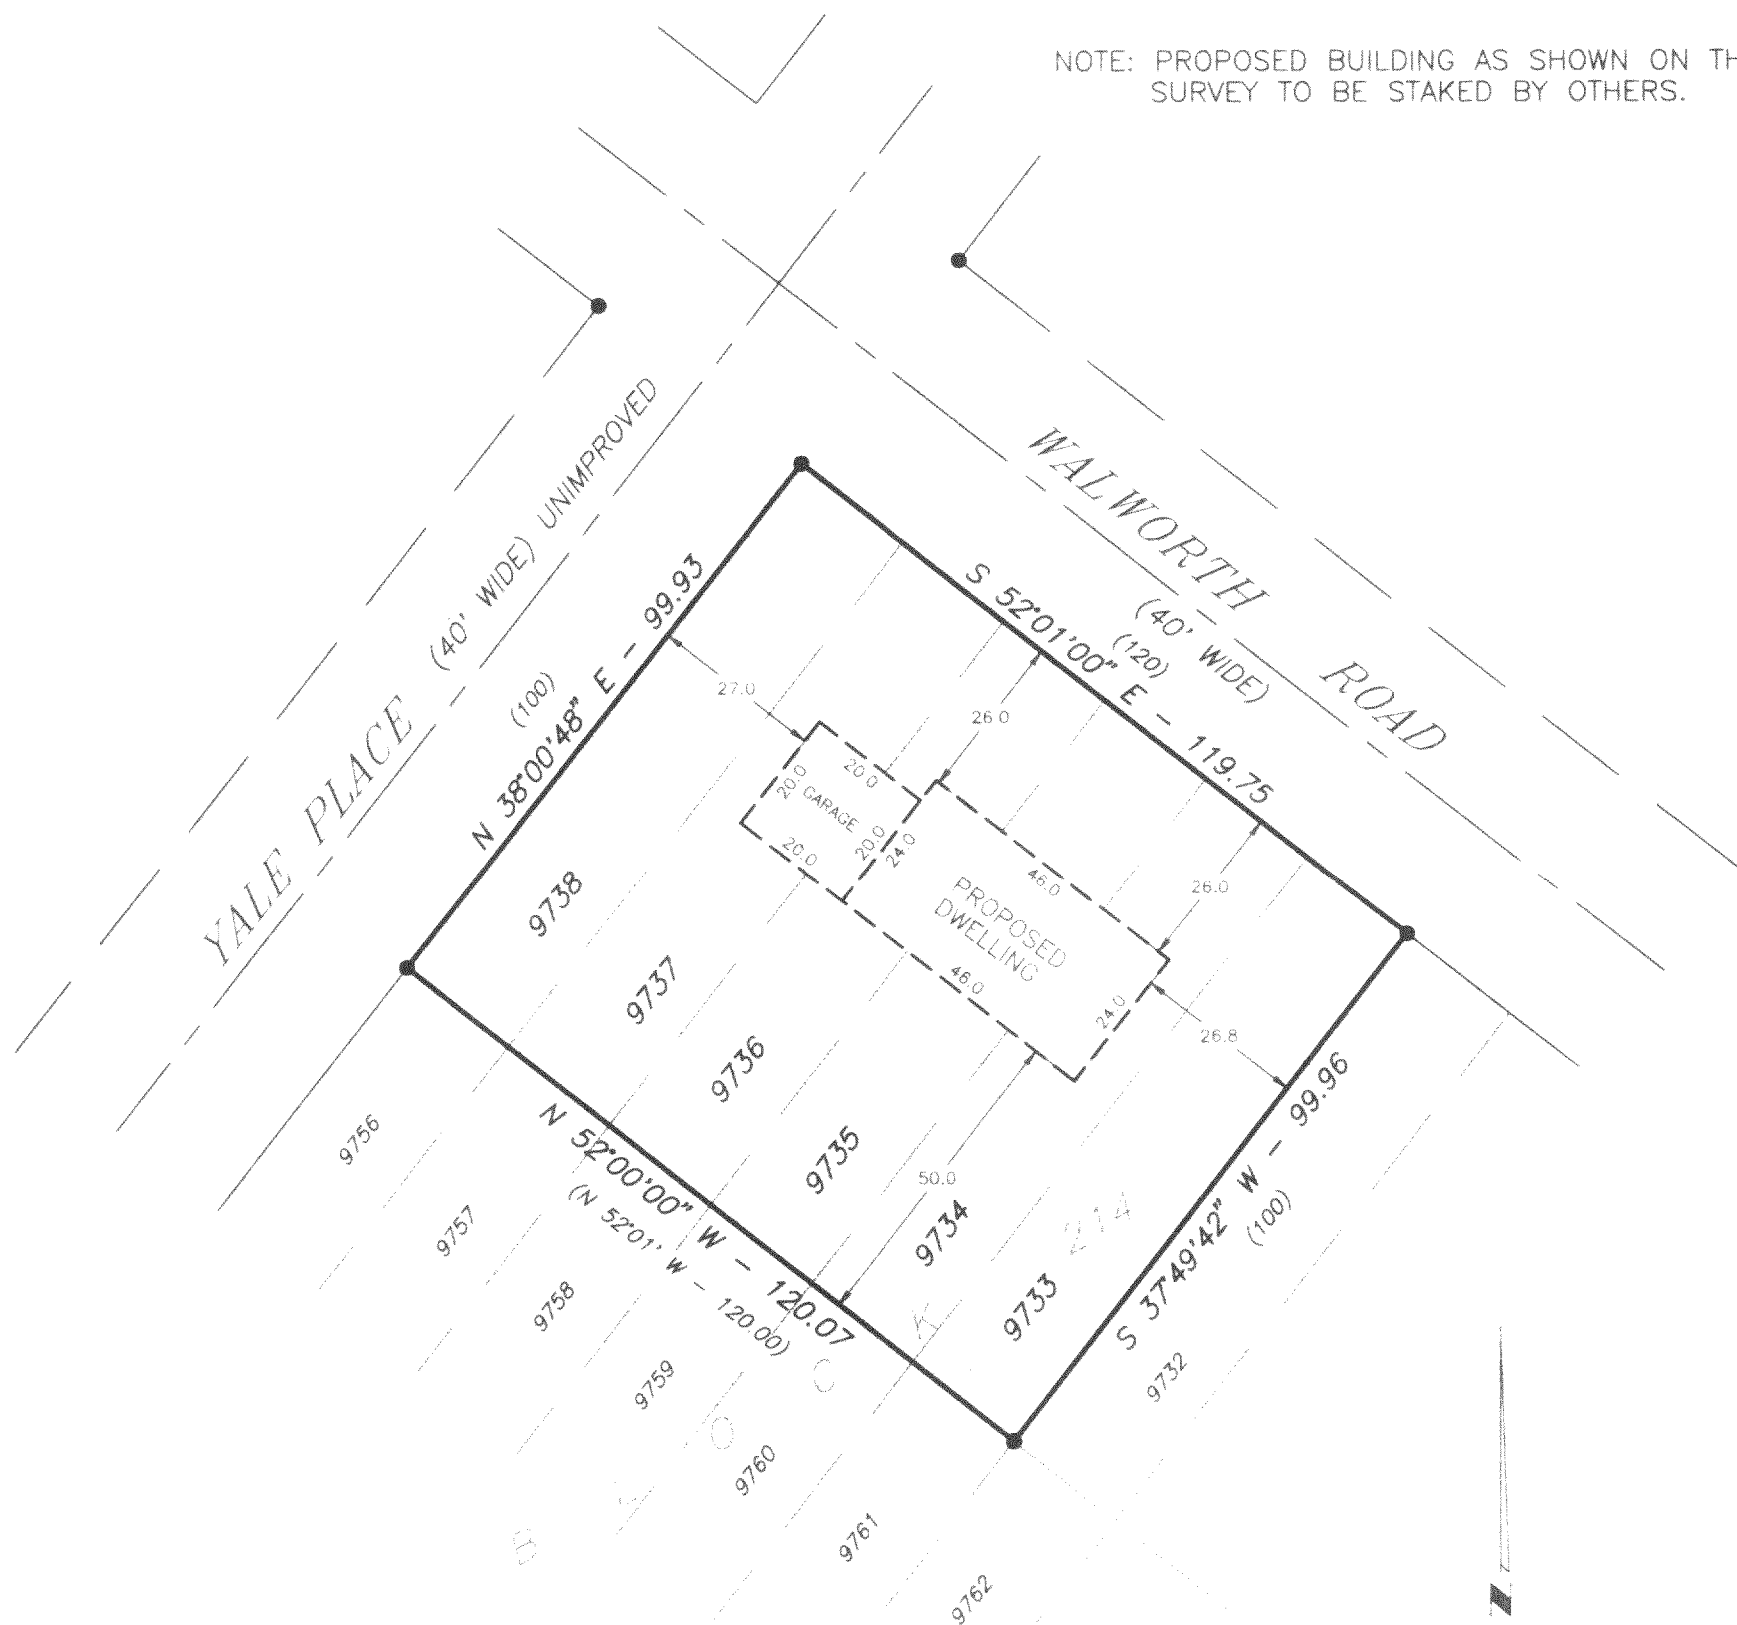 NOTE: PROPOSED BUILDING AS SHOWN ON TH
SURVEY TO BE STAKED BY OTHERS.
YALE PLACE (40' WIDE) UNIMPROVED
WALWORTH ROAD
(40' WIDE)
(120)
S 52°01'00" E - 119.75
N 38°00'48" E - 99.93
(100)
27.0
26.0
20.0
20.0
GARAGE
20.0
20.0
24.0
46.0
26.0
PROPOSED
DWELLING
46.0
24.0
26.8
50.0
9738
9737
9736
9735
9734
9733
S 37°49'42" W - 99.96
(100)
N 52°00'00" W - 120.07
(N 52°01' W - 120.00)
BLOCK 214
9756
9757
9758
9759
9760
9761
9762
9732
N